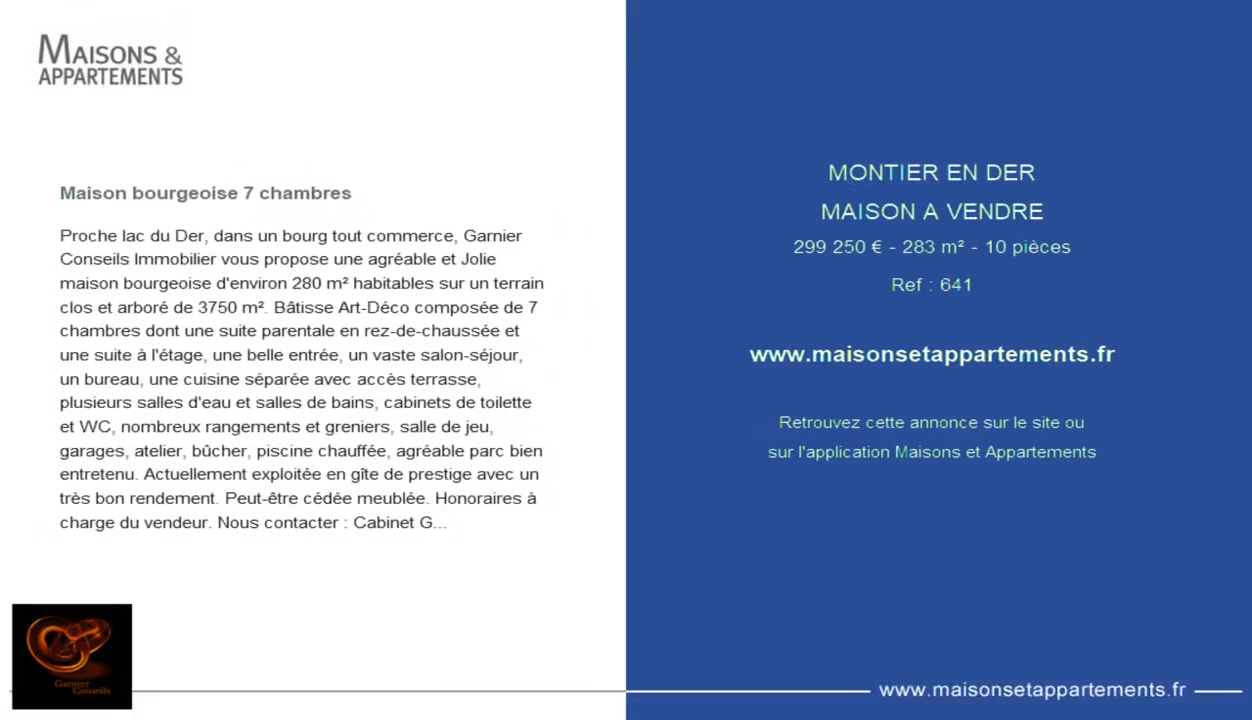 MAISONS &
APPARTEMENTS
Maison bourgeoise 7 chambres
Proche lac du Der, dans un bourg tout commerce, Garnier
Conseils Immobilier vous propose une agréable et Jolie
maison bourgeoise d'environ 280 m² habitables sur un terrain
clos et arboré de 3750 m². Bâtisse Art-Déco composée de 7
chambres dont une suite parentale en rez-de-chaussée et
une suite à l'étage, une belle entrée, un vaste salon-séjour,
un bureau, une cuisine séparée avec accès terrasse,
plusieurs salles d'eau et salles de bains, cabinets de toilette
et WC, nombreux rangements et greniers, salle de jeu,
garages, atelier, bûcher, piscine chauffée, agréable parc bien
entretenu. Actuellement exploitée en gîte de prestige avec un
très bon rendement. Peut-être cédée meublée. Honoraires à
charge du vendeur. Nous contacter : Cabinet G...
Garnier
Conseils
MONTIER EN DER
MAISON A VENDRE
299 250 € - 283 m² - 10 pièces
Ref : 641
www.maisonsetappartements.fr
Retrouvez cette annonce sur le site ou
sur l'application Maisons et Appartements
www.maisonsetappartements.fr